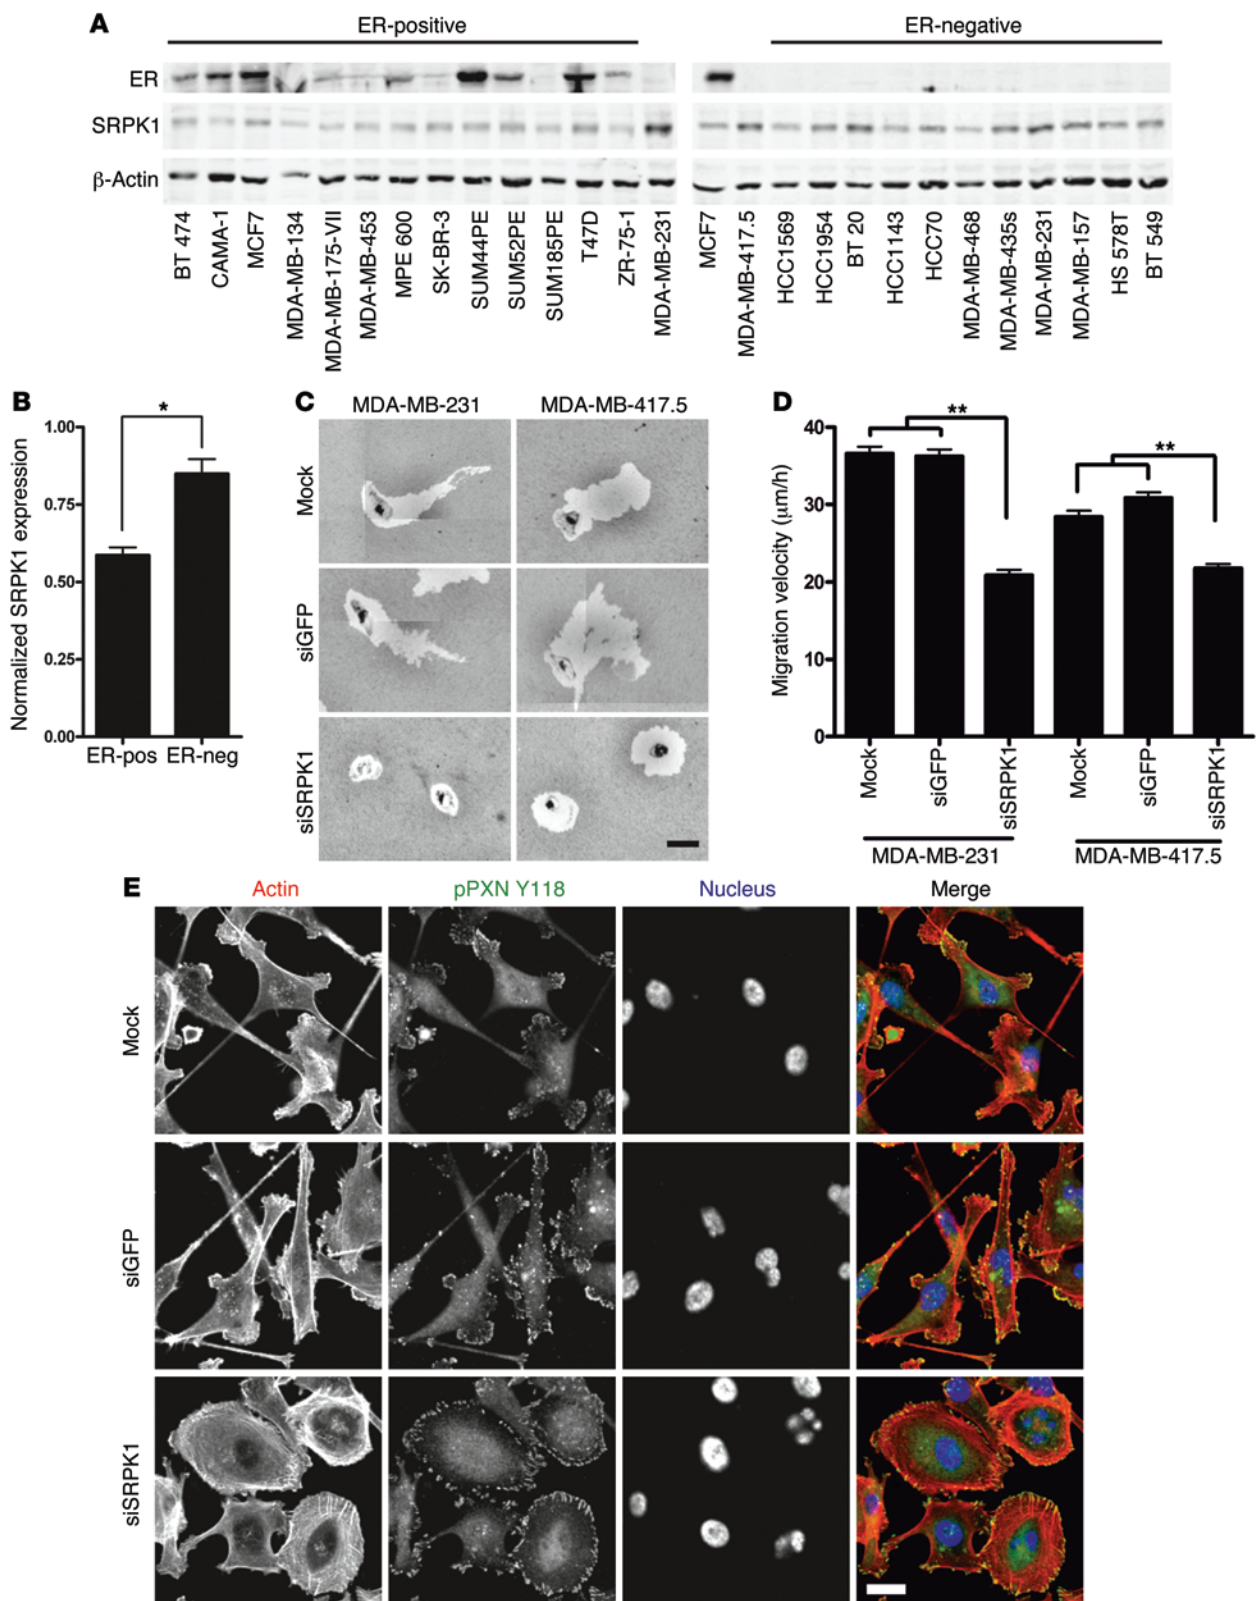 A
ER-positive
ER-negative
ER
SRPK1
β-Actin
BT 474
CAMA-1
MCF7
MDA-MB-134
MDA-MB-175-VII
MDA-MB-453
MPE 600
SK-BR-3
SUM44PE
SUM52PE
SUM185PE
T47D
ZR-75-1
MDA-MB-231
MCF7
MDA-MB-417.5
HCC1569
HCC1954
BT 20
HCC1143
HCC70
MDA-MB-468
MDA-MB-435s
MDA-MB-231
MDA-MB-157
HS 578T
BT 549
B
Normalized SRPK1 expression
1.00
0.75
0.50
0.25
0.00
*
ER-pos
ER-neg
C
MDA-MB-231
MDA-MB-417.5
Mock
siGFP
siSRPK1
D
Migration velocity (μm/h)
40
30
20
10
0
**
**
Mock
siGFP
siSRPK1
Mock
siGFP
siSRPK1
MDA-MB-231
MDA-MB-417.5
E
Actin
pPXN Y118
Nucleus
Merge
Mock
siGFP
siSRPK1